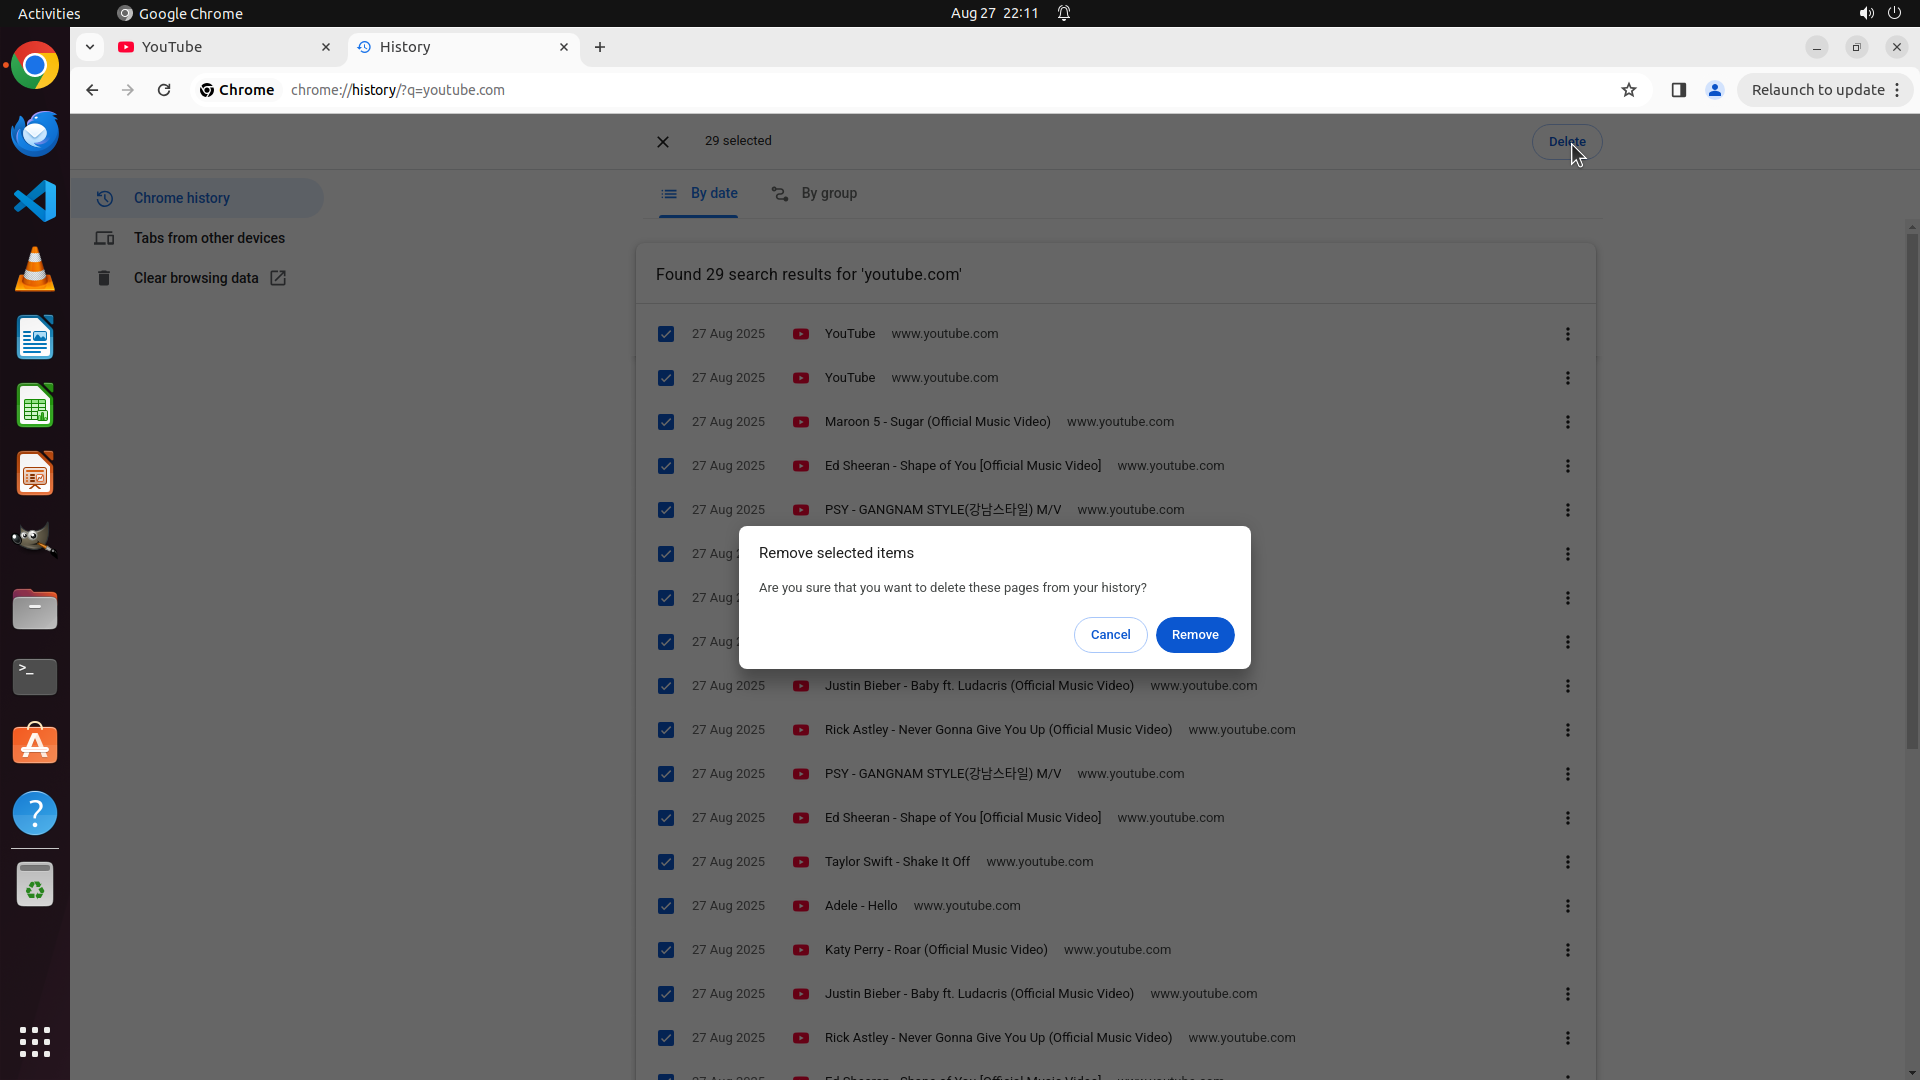 Activities
Google Chrome
Aug 27 22:11
YouTube
History
Chrome
chrome://history/?q=youtube.com
Relaunch to update
29 selected
Delete
Chrome history
Tabs from other devices
Clear browsing data
By date
By group
Found 29 search results for 'youtube.com'
27 Aug 2025 YouTube www.youtube.com
27 Aug 2025 YouTube www.youtube.com
27 Aug 2025 Maroon 5 - Sugar (Official Music Video) www.youtube.com
27 Aug 2025 Ed Sheeran - Shape of You [Official Music Video] www.youtube.com
27 Aug 2025 PSY - GANGNAM STYLE(강남스타일) M/V www.youtube.com
27 Aug
27 Aug
27 Aug
Remove selected items
Are you sure that you want to delete these pages from your history?
Cancel
Remove
27 Aug 2025 Justin Bieber - Baby ft. Ludacris (Official Music Video) www.youtube.com
27 Aug 2025 Rick Astley - Never Gonna Give You Up (Official Music Video) www.youtube.com
27 Aug 2025 PSY - GANGNAM STYLE(강남스타일) M/V www.youtube.com
27 Aug 2025 Ed Sheeran - Shape of You [Official Music Video] www.youtube.com
27 Aug 2025 Taylor Swift - Shake It Off www.youtube.com
27 Aug 2025 Adele - Hello www.youtube.com
27 Aug 2025 Katy Perry - Roar (Official Music Video) www.youtube.com
27 Aug 2025 Justin Bieber - Baby ft. Ludacris (Official Music Video) www.youtube.com
27 Aug 2025 Rick Astley - Never Gonna Give You Up (Official Music Video) www.youtube.com